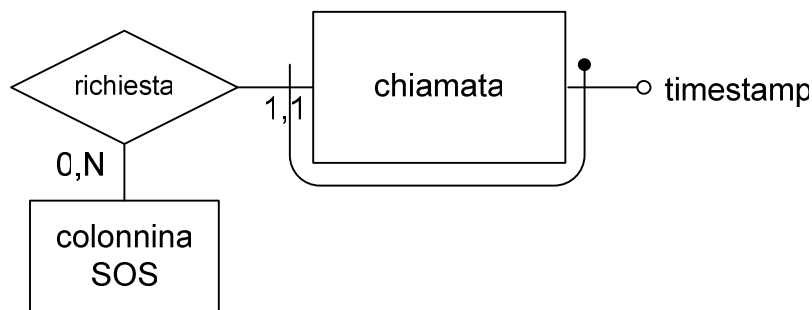 richiesta
1,1
chiamata
timestamp
0,N
colonnina
SOS